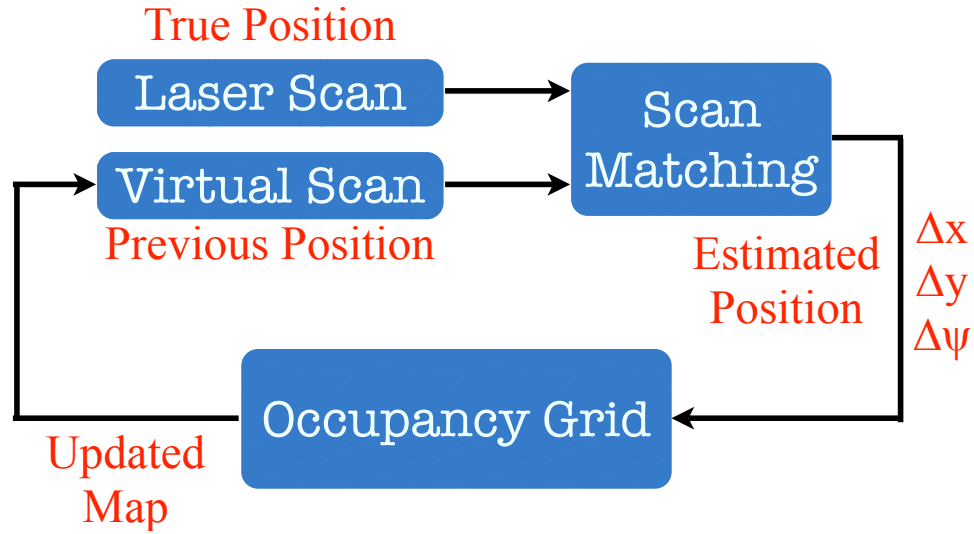 True Position
Laser Scan
Scan
Matching
Virtual Scan
Previous Position
Estimated
Position
Δx
Δy
Δψ
Occupancy Grid
Updated
Map